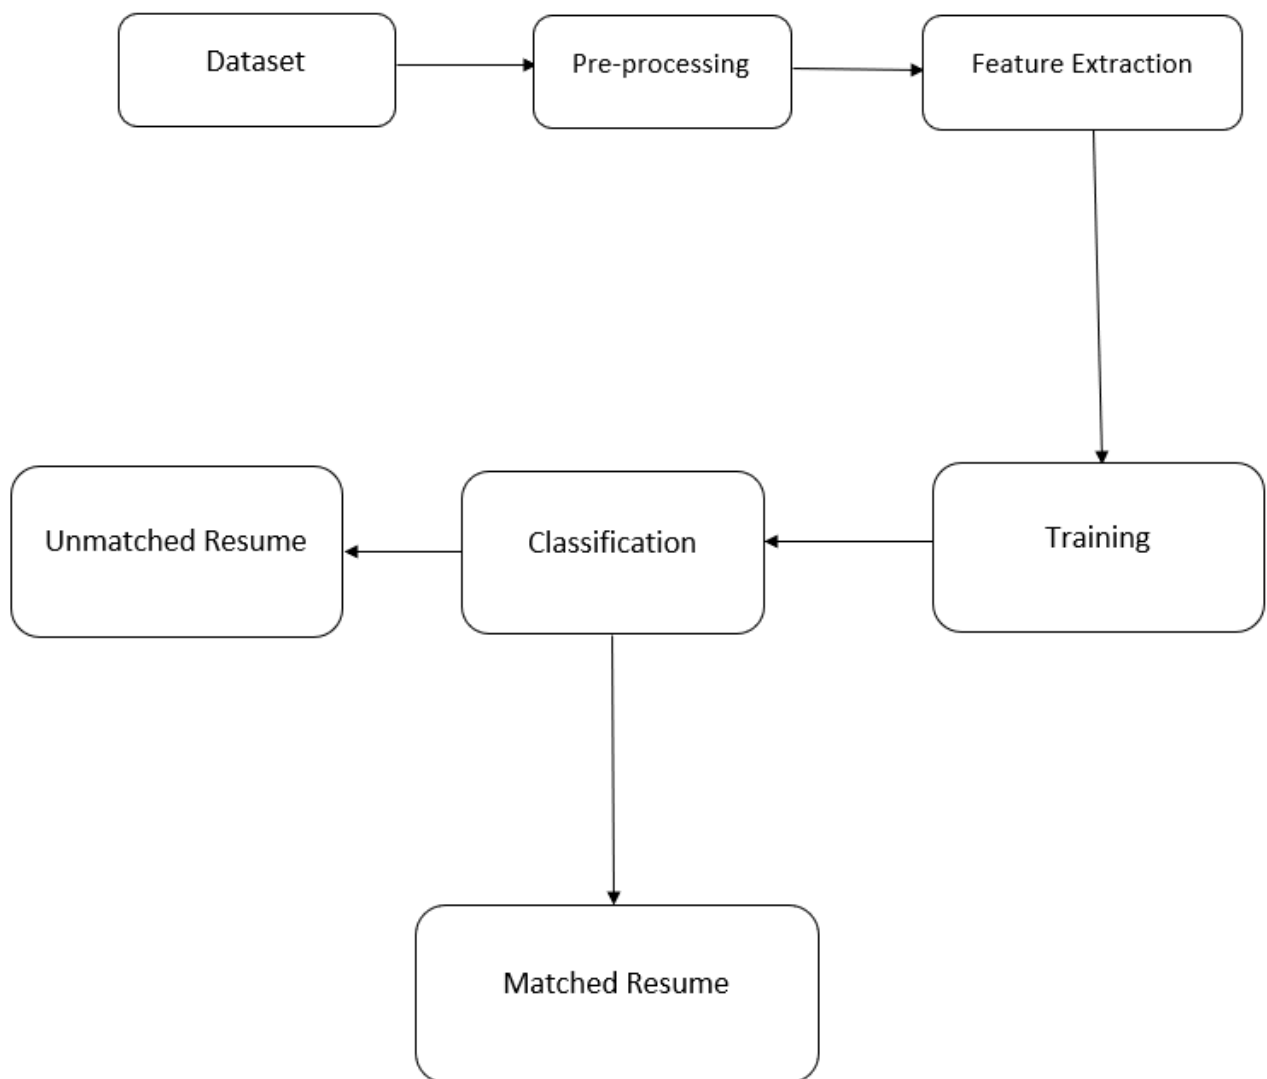 Dataset
Pre-processing
Feature Extraction
Training
Classification
Unmatched Resume
Matched Resume